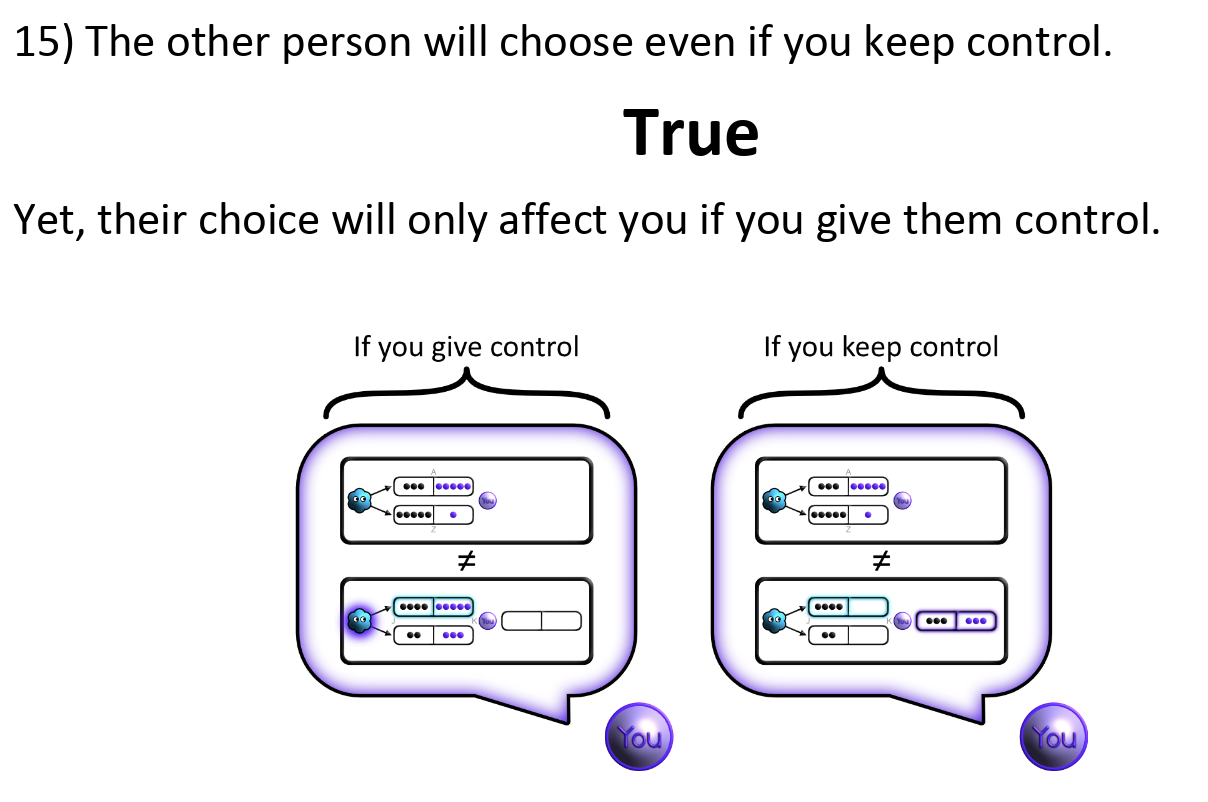 15) The other person will choose even if you keep control.
True
Yet, their choice will only affect you if you give them control.
If you give control
If you keep control
A
A
You
You
Z
Z
≠
≠
J
K
You
J
K
You
You
You